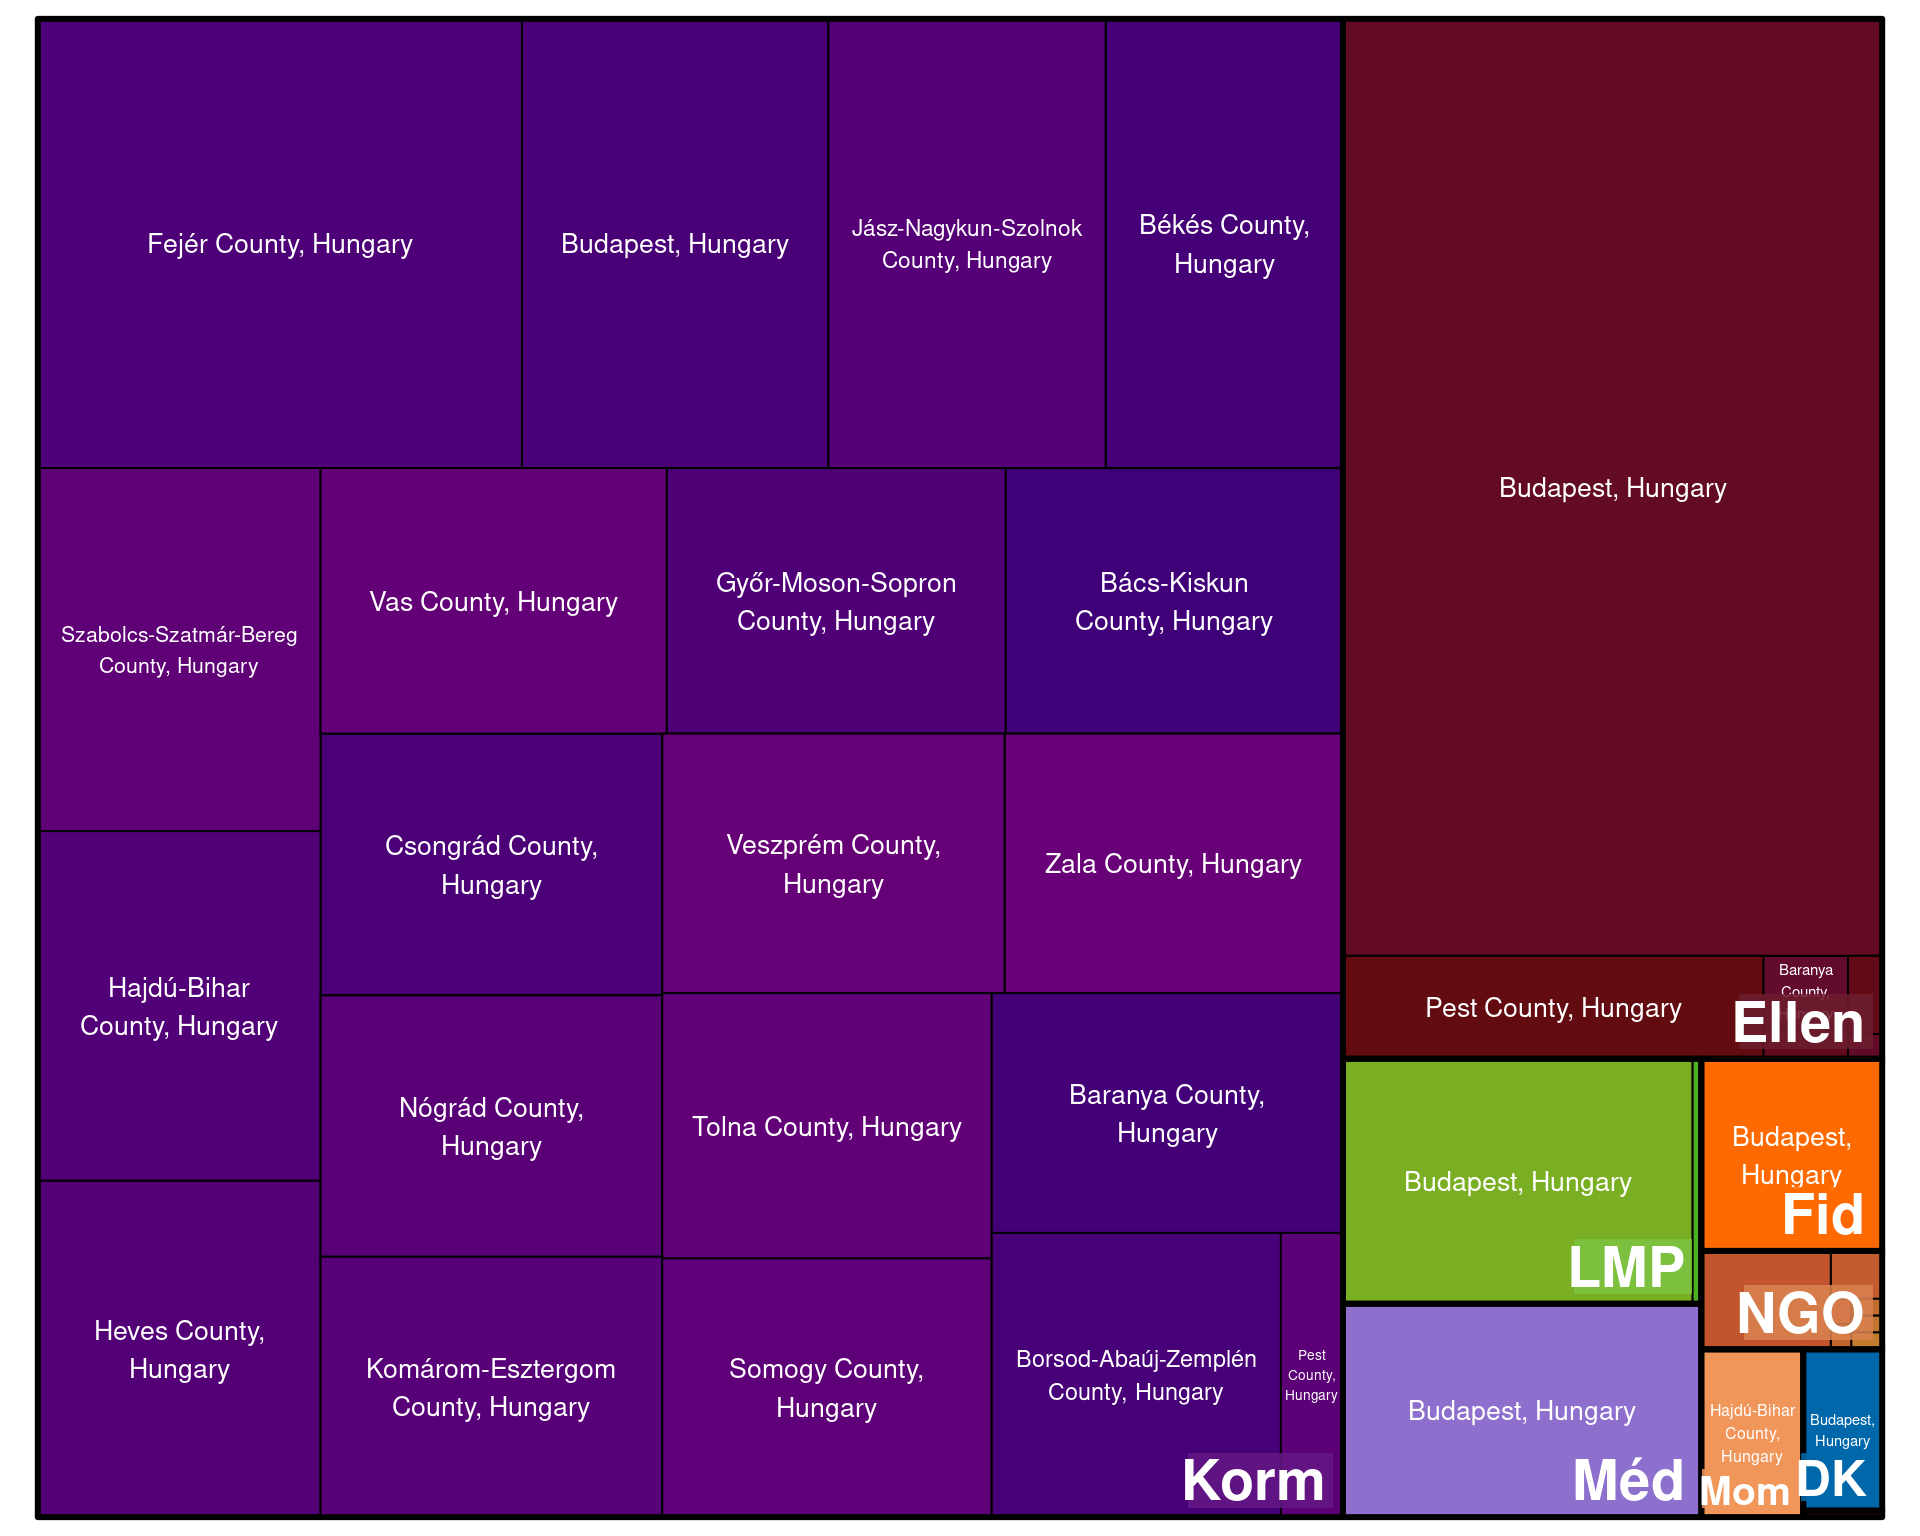 Fejér County, Hungary
Budapest, Hungary
Jász-Nagykun-Szolnok
County, Hungary
Békés County,
Hungary
Szabolcs-Szatmár-Bereg
County, Hungary
Vas County, Hungary
Győr-Moson-Sopron
County, Hungary
Bács-Kiskun
County, Hungary
Csongrád County,
Hungary
Veszprém County,
Hungary
Zala County, Hungary
Hajdú-Bihar
County, Hungary
Nógrád County,
Hungary
Tolna County, Hungary
Baranya County,
Hungary
Heves County,
Hungary
Komárom-Esztergom
County, Hungary
Somogy County,
Hungary
Borsod-Abaúj-Zemplén
County, Hungary
Pest
County,
Hungary
Korm
Budapest, Hungary
Pest County, Hungary
Baranya
County,
Ellen
Budapest, Hungary
LMP
Budapest,
Hungary
Fid
NGO
Budapest, Hungary
Méd
Hajdú-Bihar
County,
Hungary
Mom
Budapest,
Hungary
DK